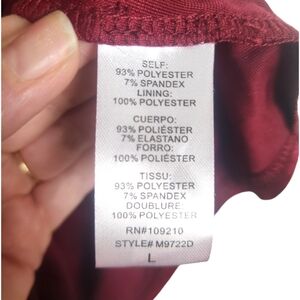 SELF:
93% POLYESTER
7% SPANDEX
LINING:
100% POLYESTER
CUERPO:
93% POLIÉSTER
7% ELASTANO
FORRO:
100% POLIÉSTER
TISSU:
93% POLYESTER
7% SPANDEX
DOUBLURE:
100% POLYESTER
RN#109210
STYLE# M9722D
L